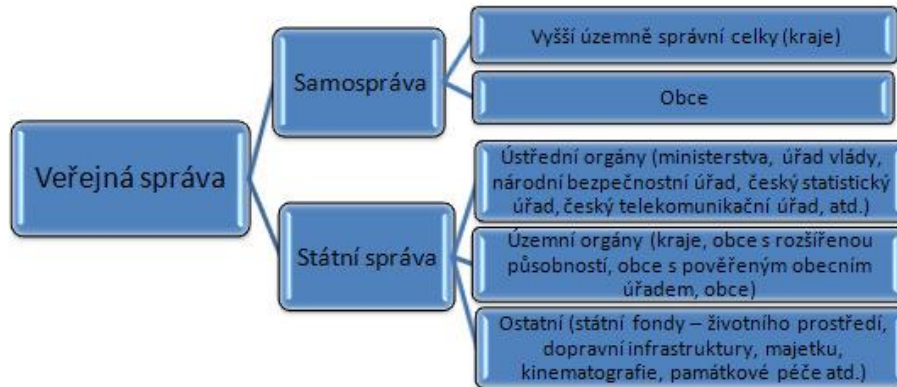 Veřejná správa
Samospráva
Vyšší územně správní celky (kraje)
Obce
Státní správa
Ústřední orgány (ministerstva, úřad vlády,
národní bezpečnostní úřad, český statistický
úřad, český telekomunikační úřad, atd.)
Územní orgány (kraje, obce s rozšířenou
působností, obce s pověřeným obecním
úřadem, obce)
Ostatní (státní fondy – životního prostředí,
dopravní infrastruktury, majetku,
kinematografie, památkové péče atd.)